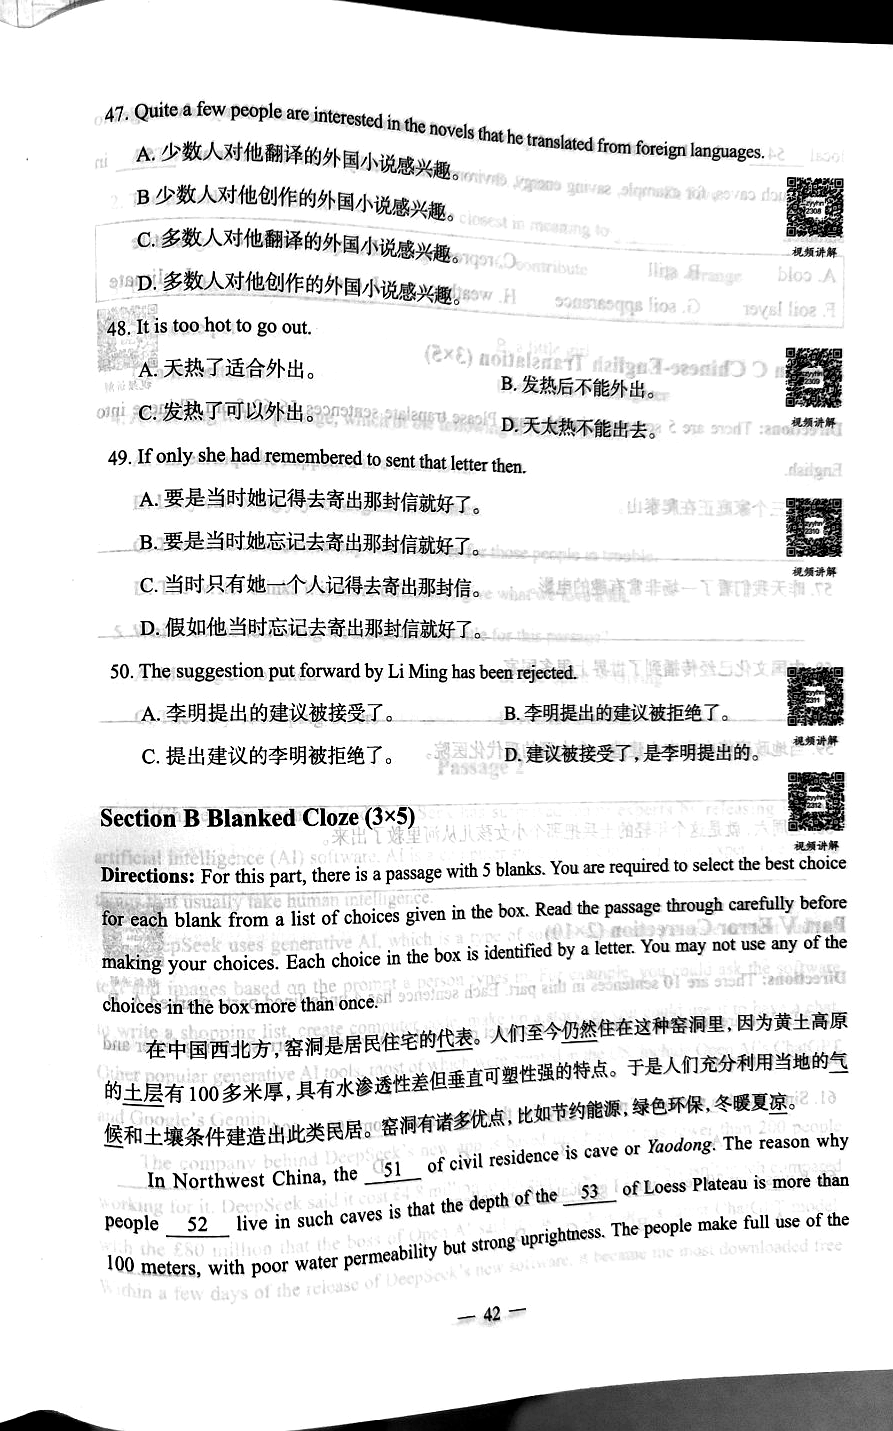 47. Quite a few people are interested in the novels that he translated from foreign languages.
A. 少数人对他翻译的外国小说感兴趣。
B 少数人对他创作的外国小说感兴趣。
C. 多数人对他翻译的外国小说感兴趣。
D. 多数人对他创作的外国小说感兴趣。
视频讲解
48. It is too hot to go out.
A. 天热了适合外出。
B. 发热后不能外出。
C. 发热了可以外出。
D. 天太热不能出去。
视频讲解
49. If only she had remembered to sent that letter then.
A. 要是当时她记得去寄出那封信就好了。
B. 要是当时她忘记去寄出那封信就好了。
C. 当时只有她一个人记得去寄出那封信。
D. 假如他当时忘记去寄出那封信就好了。
视频讲解
50. The suggestion put forward by Li Ming has been rejected.
A. 李明提出的建议被接受了。
B. 李明提出的建议被拒绝了。
C. 提出建议的李明被拒绝了。
D. 建议被接受了,是李明提出的。
视频讲解
Section B Blanked Cloze (3×5)
视频讲解
Directions: For this part, there is a passage with 5 blanks. You are required to select the best choice
for each blank from a list of choices given in the box. Read the passage through carefully before
making your choices. Each choice in the box is identified by a letter. You may not use any of the
choices in the box more than once.
在中国西北方,窑洞是居民住宅的代表。人们至今仍然住在这种窑洞里,因为黄土高原
的土层有100多米厚,具有水渗透性差但垂直可塑性强的特点。于是人们充分利用当地的气
候和土壤条件建造出此类民居。窑洞有诸多优点,比如节约能源,绿色环保,冬暖夏凉。
In Northwest China, the 51 of civil residence is cave or Yaodong. The reason why
people 52 live in such caves is that the depth of the 53 of Loess Plateau is more than
100 meters, with poor water permeability but strong uprightness. The people make full use of the
— 42 —